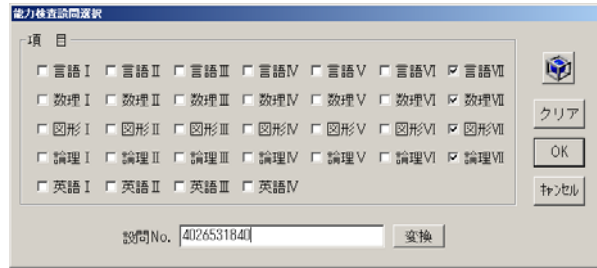 能力検査設問選択
項 目
言語Ⅰ 言語Ⅱ 言語Ⅲ 言語Ⅳ 言語Ⅴ 言語Ⅵ 言語Ⅶ
数理Ⅰ 数理Ⅱ 数理Ⅲ 数理Ⅳ 数理Ⅴ 数理Ⅵ 数理Ⅶ
クリア
図形Ⅰ 図形Ⅱ 図形Ⅲ 図形Ⅳ 図形Ⅴ 図形Ⅵ 図形Ⅶ
論理Ⅰ 論理Ⅱ 論理Ⅲ 論理Ⅳ 論理Ⅴ 論理Ⅵ 論理Ⅶ
OK
英語Ⅰ 英語Ⅱ 英語Ⅲ 英語Ⅳ
ｷｬﾝｾﾙ
設問No. 4026531840 変換